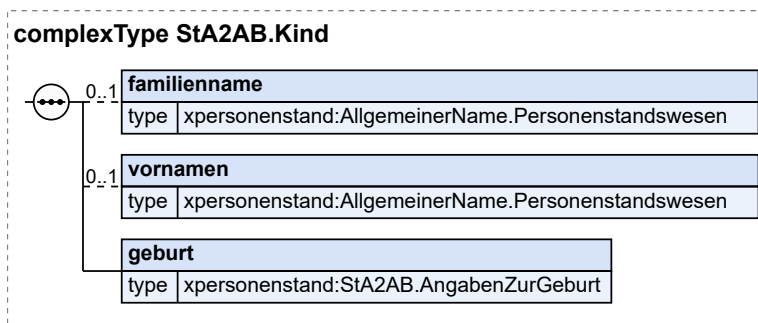 complexType StA2AB.Kind
0..1
familienname
type xpersonenstand:AllgemeinerName.Personenstandswesen
0..1
vornamen
type xpersonenstand:AllgemeinerName.Personenstandswesen
geburt
type xpersonenstand:StA2AB.AngabenZurGeburt